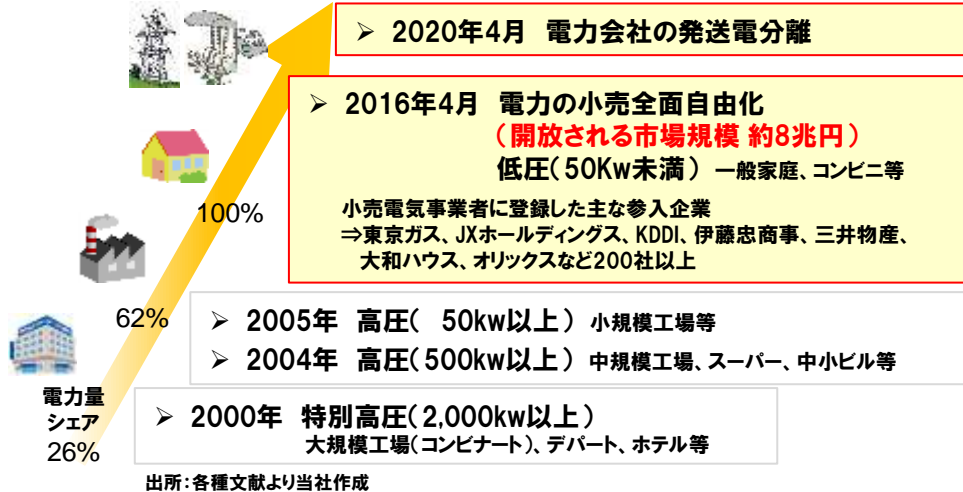 ➢ 2020年4月 電力会社の発送電分離
➢ 2016年4月 電力の小売全面自由化
（開放される市場規模 約8兆円）
低圧（50Kw未満） 一般家庭、コンビニ等
小売電気事業者に登録した主な参入企業
⇒東京ガス、JXホールディングス、KDDI、伊藤忠商事、三井物産、
大和ハウス、オリックスなど200社以上
100%
62%
➢ 2005年 高圧（ 50kw以上） 小規模工場等
➢ 2004年 高圧（500kw以上） 中規模工場、スーパー、中小ビル等
電力量
シェア
26%
➢ 2000年 特別高圧（2,000kw以上）
大規模工場（コンビナート）、デパート、ホテル等
出所：各種文献より当社作成